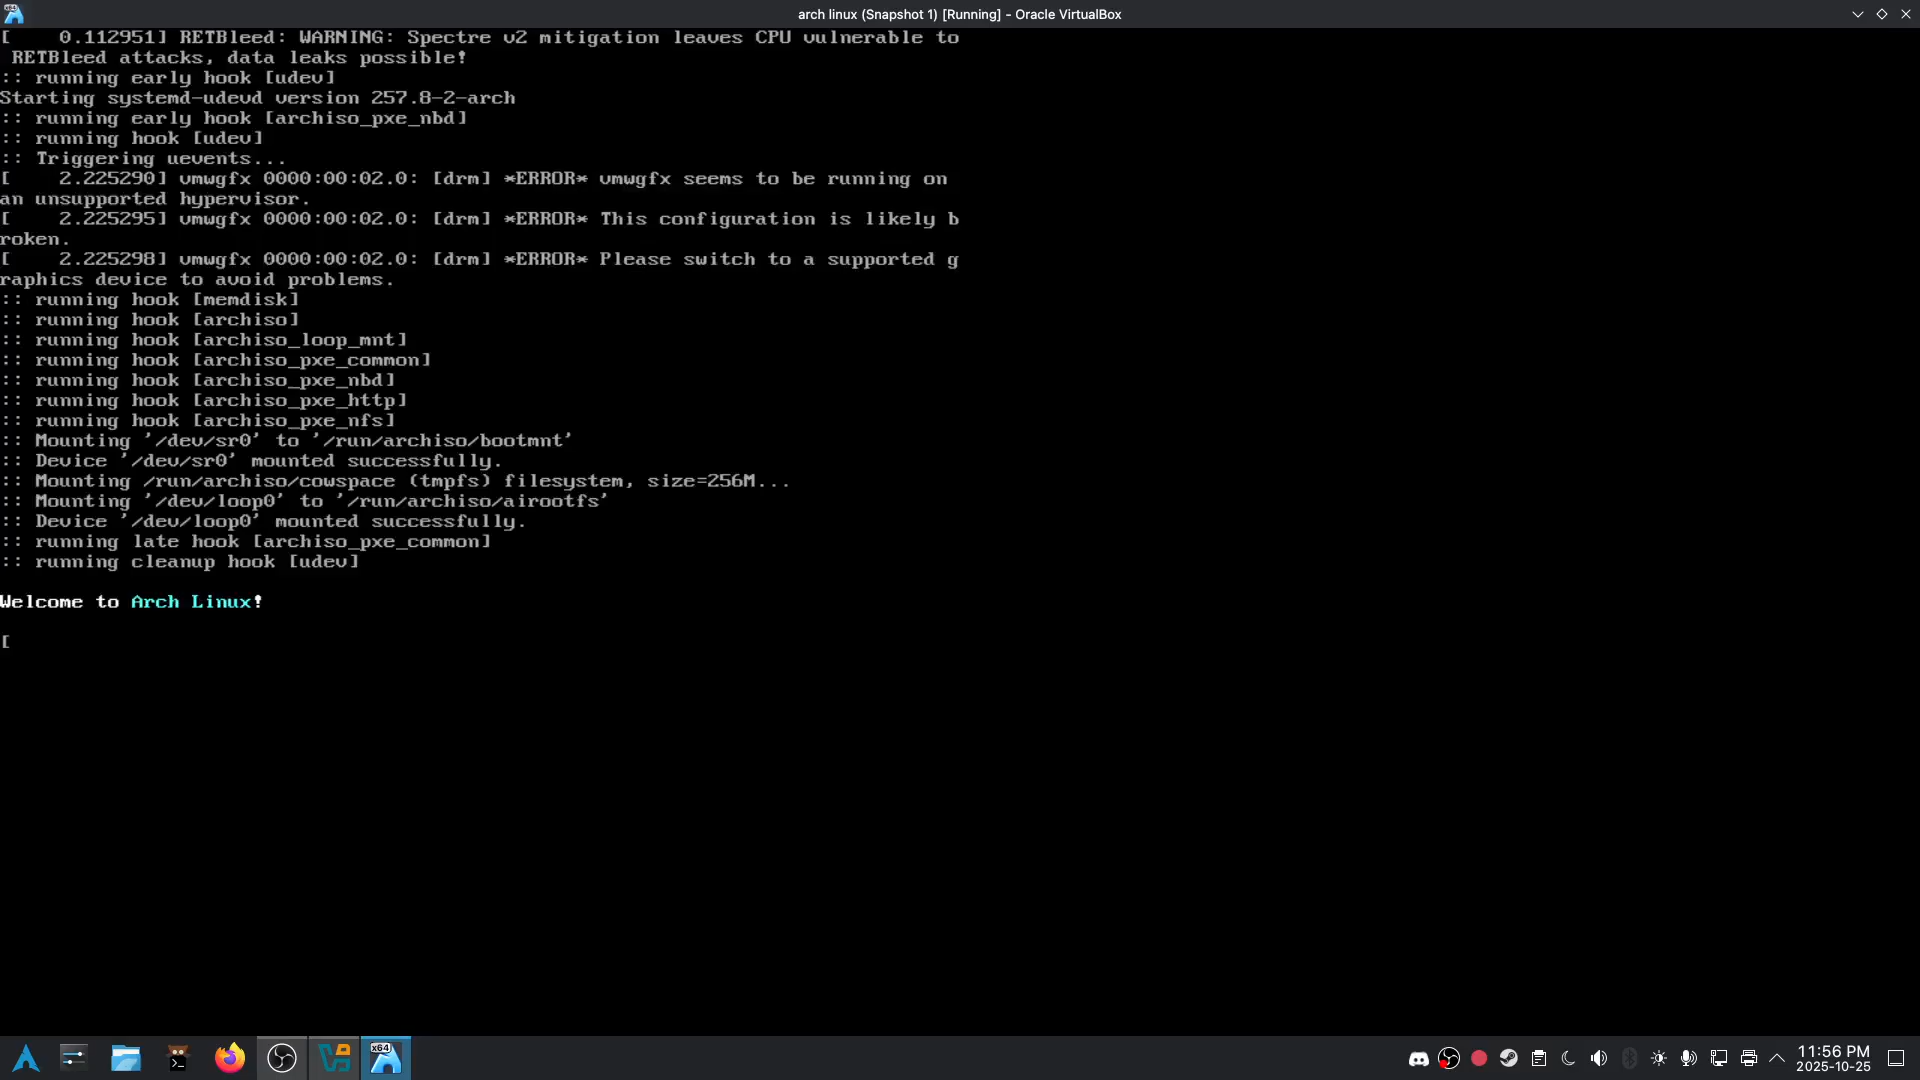 arch linux (Snapshot 1) [Running] - Oracle VirtualBox
[    0.112951] RETBleed: WARNING: Spectre v2 mitigation leaves CPU vulnerable to
 RETBleed attacks, data leaks possible!
:: running early hook [udev]
Starting systemd-udevd version 257.8-2-arch
:: running early hook [archiso_pxe_nbd]
:: running hook [udev]
:: Triggering uevents...
[    2.225290] vmwgfx 0000:00:02.0: [drm] *ERROR* vmwgfx seems to be running on
an unsupported hypervisor.
[    2.225295] vmwgfx 0000:00:02.0: [drm] *ERROR* This configuration is likely b
roken.
[    2.225298] vmwgfx 0000:00:02.0: [drm] *ERROR* Please switch to a supported g
raphics device to avoid problems.
:: running hook [memdisk]
:: running hook [archiso]
:: running hook [archiso_loop_mnt]
:: running hook [archiso_pxe_common]
:: running hook [archiso_pxe_nbd]
:: running hook [archiso_pxe_http]
:: running hook [archiso_pxe_nfs]
:: Mounting '/dev/sr0' to '/run/archiso/bootmnt'
:: Device '/dev/sr0' mounted successfully.
:: Mounting /run/archiso/cowspace (tmpfs) filesystem, size=256M...
:: Mounting '/dev/loop0' to '/run/archiso/airootfs'
:: Device '/dev/loop0' mounted successfully.
:: running late hook [archiso_pxe_common]
:: running cleanup hook [udev]
Welcome to Arch Linux!
[
x64
11:56 PM
2025-10-25